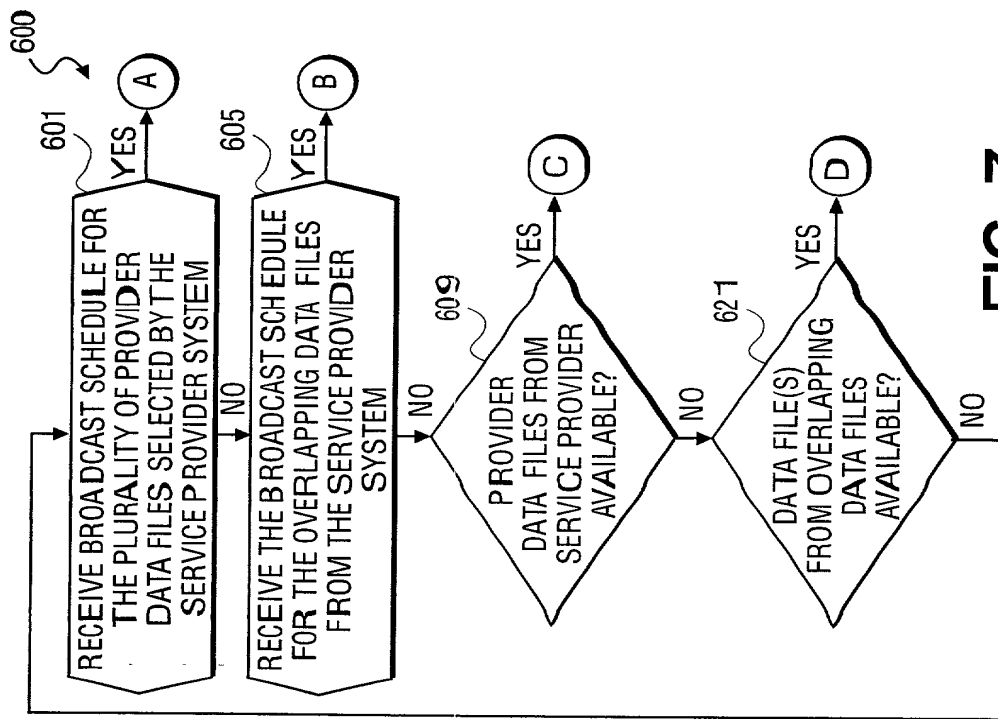 600
601
RECEIVE BROADCAST SCHEDULE FOR
THE PLURALITY OF PROVIDER
DATA FILES SELECTED BY THE
SERVICE PROVIDER SYSTEM
YES
A
NO
605
RECEIVE THE BROADCAST SCHEDULE
FOR THE OVERLAPPING DATA FILES
FROM THE SERVICE PROVIDER
SYSTEM
YES
B
NO
609
PROVIDER
DATA FILES FROM
SERVICE PROVIDER
AVAILABLE?
YES
C
NO
621
DATA FILE(S)
FROM OVERLAPPING
DATA FILES
AVAILABLE?
YES
D
NO